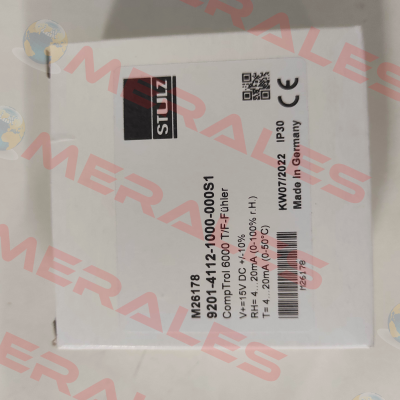 MERALES
MERALES
MERALES
MERALES
STULZ
M26178
9201-4112-1000-000S1
CompTrol 6000 T/F-Fühler
V+=15V DC +/-10%
RH= 4...20mA (0-100% r.H.)
T= 4...20mA (0-50°C)
KW07/2022 IP30
Made In Germany
CE
M26178